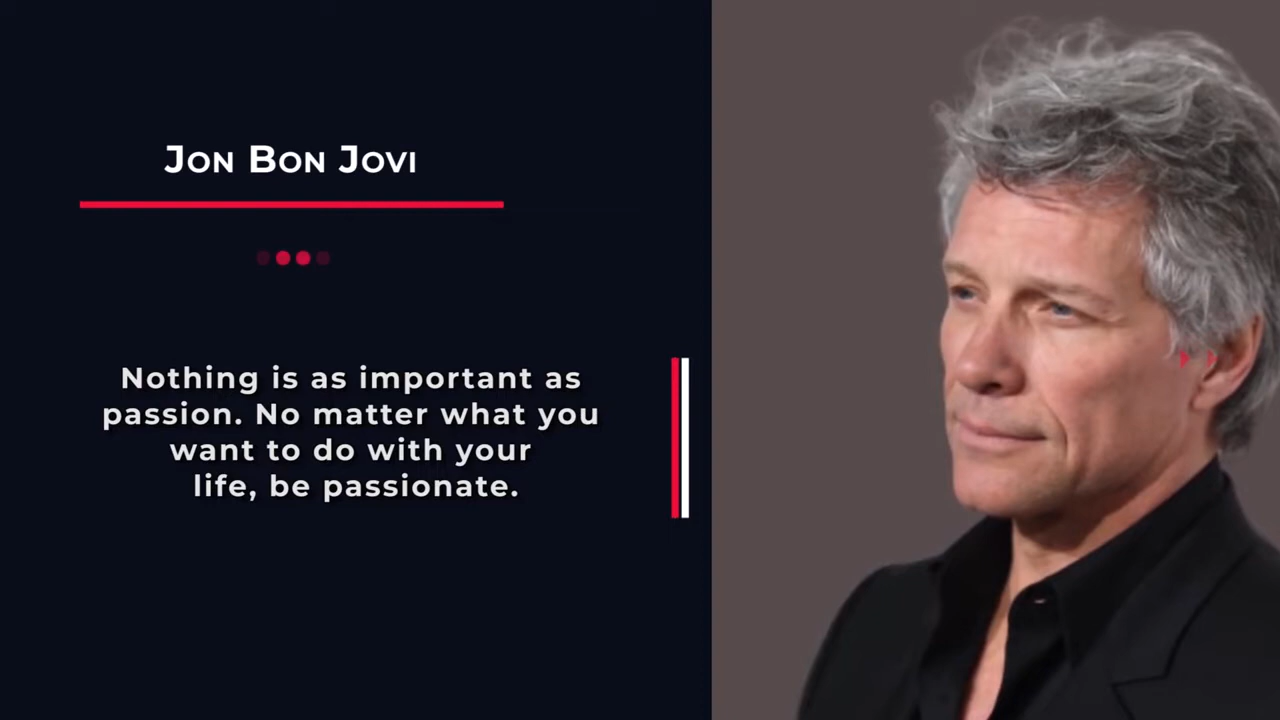 Jon Bon Jovi
Nothing is as important as
passion. No matter what you
want to do with your
life, be passionate.